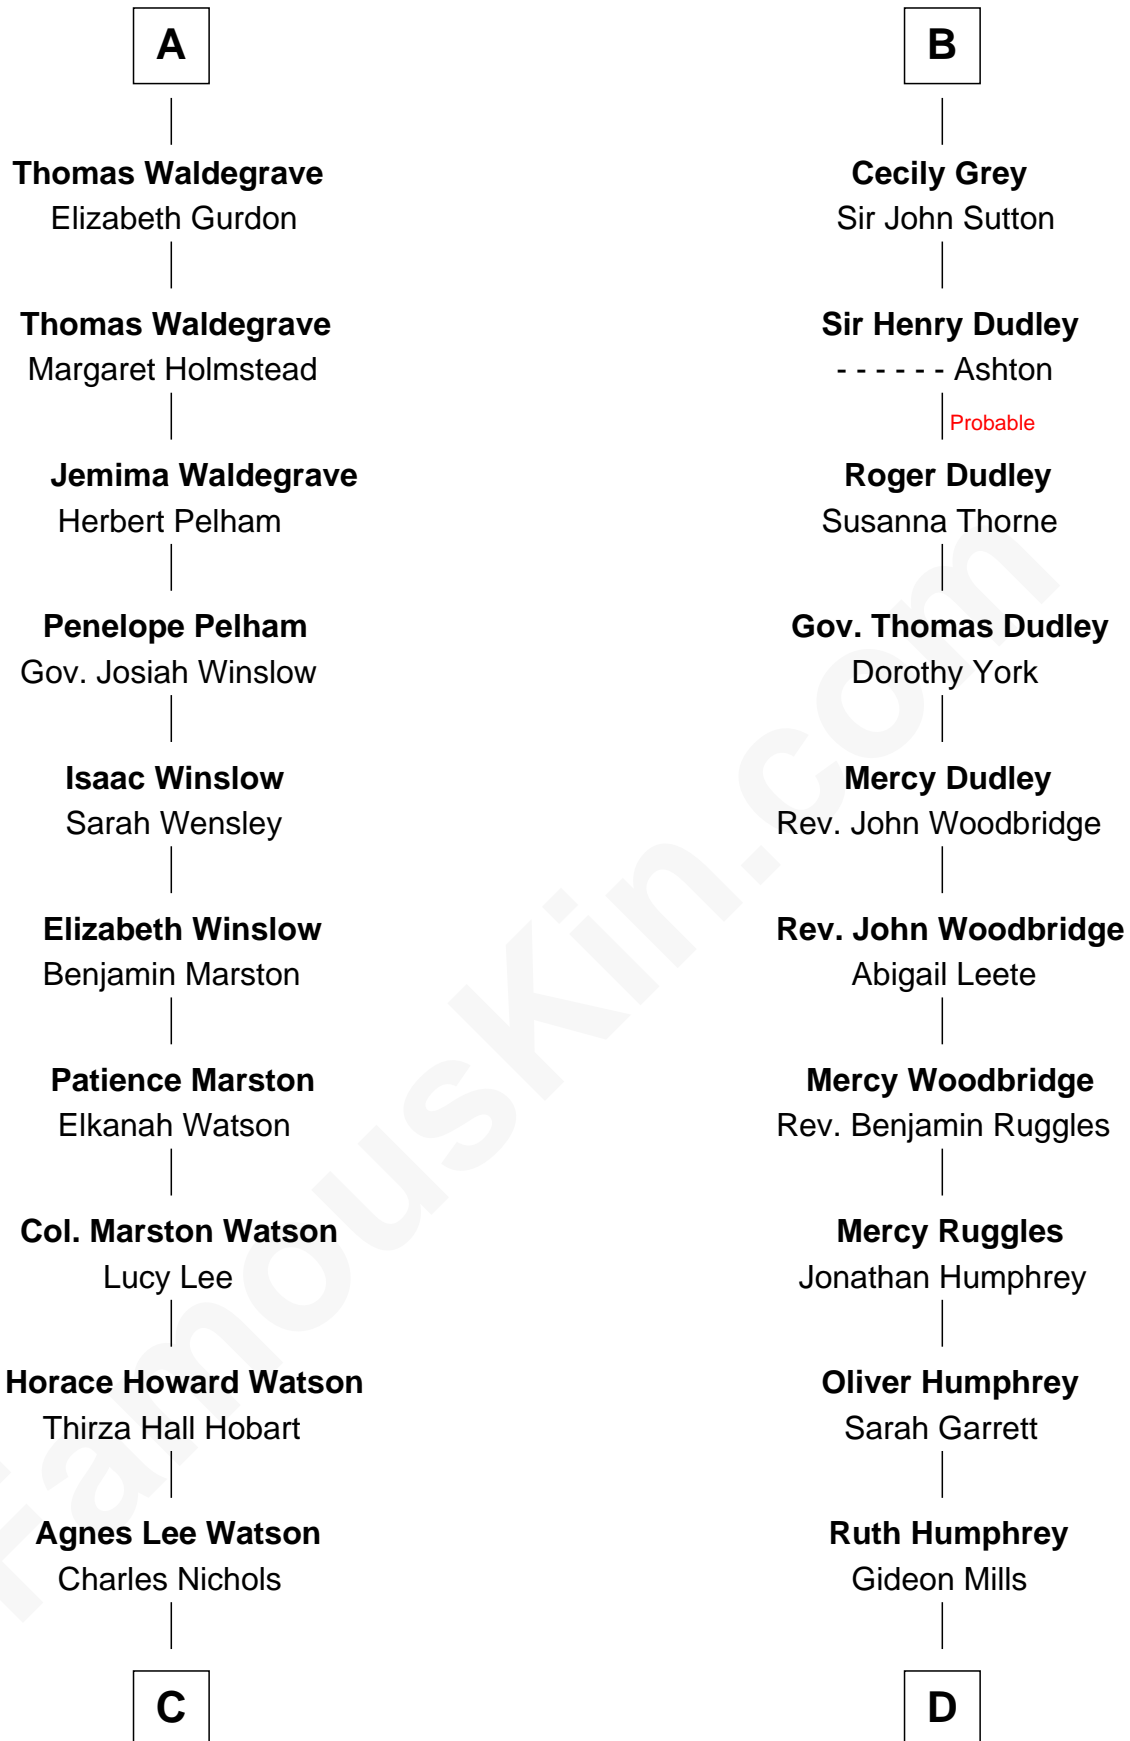 A
Thomas Waldegrave
Elizabeth Gurdon
Thomas Waldegrave
Margaret Holmstead
Jemima Waldegrave
Herbert Pelham
Penelope Pelham
Gov. Josiah Winslow
Isaac Winslow
Sarah Wensley
Elizabeth Winslow
Benjamin Marston
Patience Marston
Elkanah Watson
Col. Marston Watson
Lucy Lee
Horace Howard Watson
Thirza Hall Hobart
Agnes Lee Watson
Charles Nichols
C
B
Cecily Grey
Sir John Sutton
Sir Henry Dudley
- - - - - - Ashton
Probable
Roger Dudley
Susanna Thorne
Gov. Thomas Dudley
Dorothy York
Mercy Dudley
Rev. John Woodbridge
Rev. John Woodbridge
Abigail Leete
Mercy Woodbridge
Rev. Benjamin Ruggles
Mercy Ruggles
Jonathan Humphrey
Oliver Humphrey
Sarah Garrett
Ruth Humphrey
Gideon Mills
D
FamousKin.com